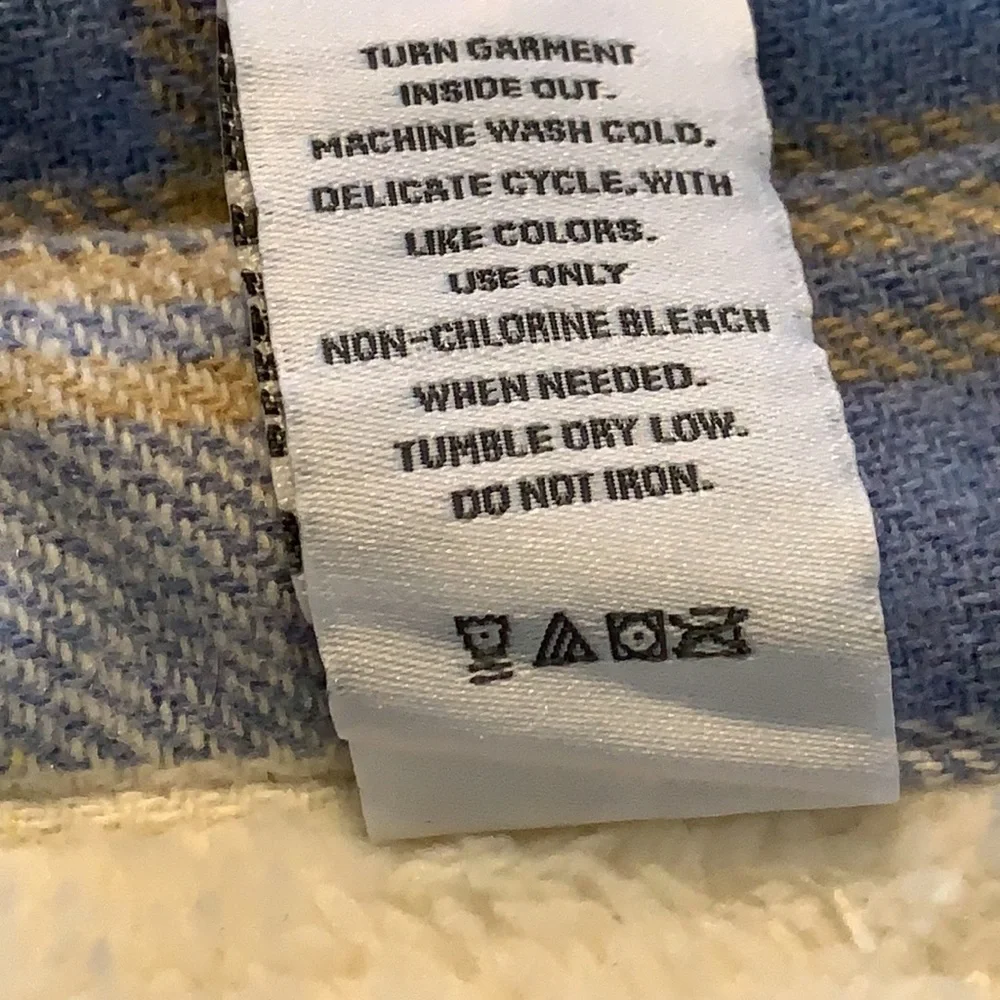 TURN GARMENT
INSIDE OUT.
MACHINE WASH COLD,
DELICATE CYCLE, WITH
LIKE COLORS.
USE ONLY
NON-CHLORINE BLEACH
WHEN NEEDED.
TUMBLE DRY LOW.
DO NOT IRON.